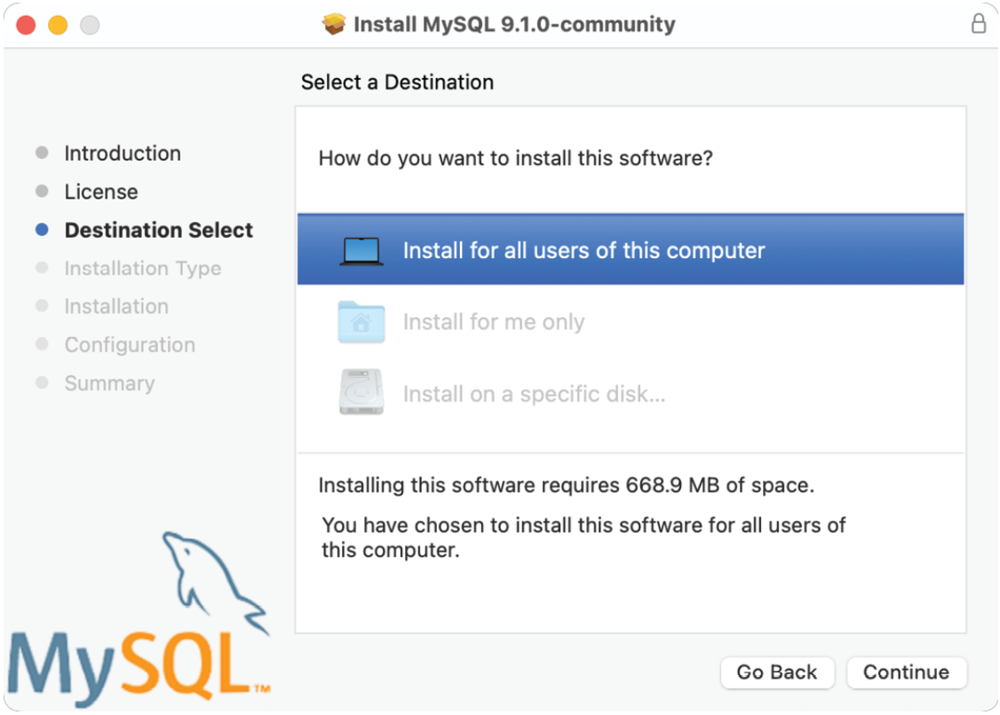 Install MySQL 9.1.0-community
Select a Destination
Introduction
License
Destination Select
Installation Type
Installation
Configuration
Summary
How do you want to install this software?
Install for all users of this computer
Install for me only
Install on a specific disk...
Installing this software requires 668.9 MB of space.
You have chosen to install this software for all users of
this computer.
MySQL™
Go Back
Continue